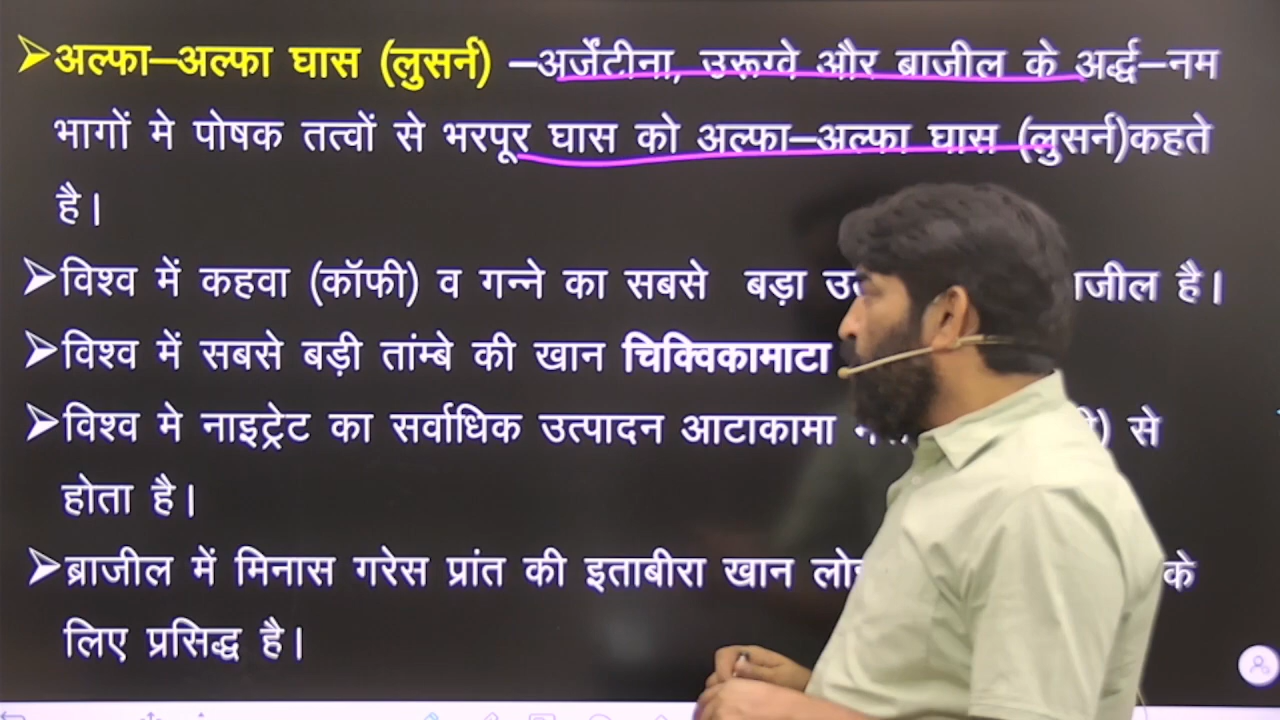 अल्फा–अल्फा घास (लुसर्न) –अर्जेंटीना, उरूग्वे और ब्राजील के अर्द्ध–नम
भागों मे पोषक तत्वों से भरपूर घास को अल्फा–अल्फा घास (लुसर्न)कहते
है।
विश्व में कहवा (कॉफी) व गन्ने का सबसे बड़ा है।
विश्व में सबसे बड़ी तांम्बे की खान चिक्विकामाटा
विश्व मे नाइट्रेट का सर्वाधिक उत्पादन आटाकामा से
होता है।
ब्राजील में मिनास गरेस प्रांत की इताबीरा खान के
लिए प्रसिद्ध है।